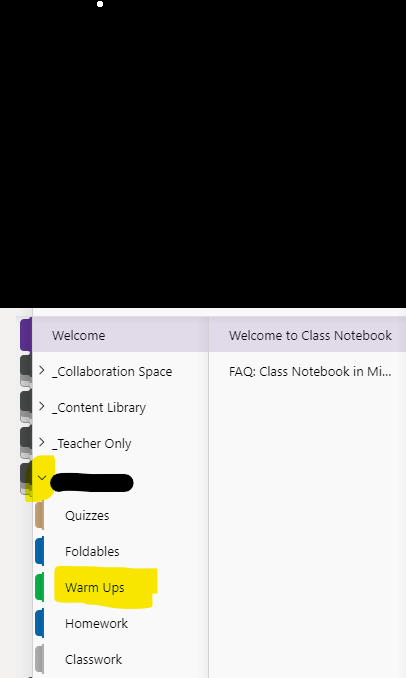 Welcome
Welcome to Class Notebook
_Collaboration Space
FAQ: Class Notebook in Mi...
_Content Library
_Teacher Only
Quizzes
Foldables
Warm Ups
Homework
Classwork